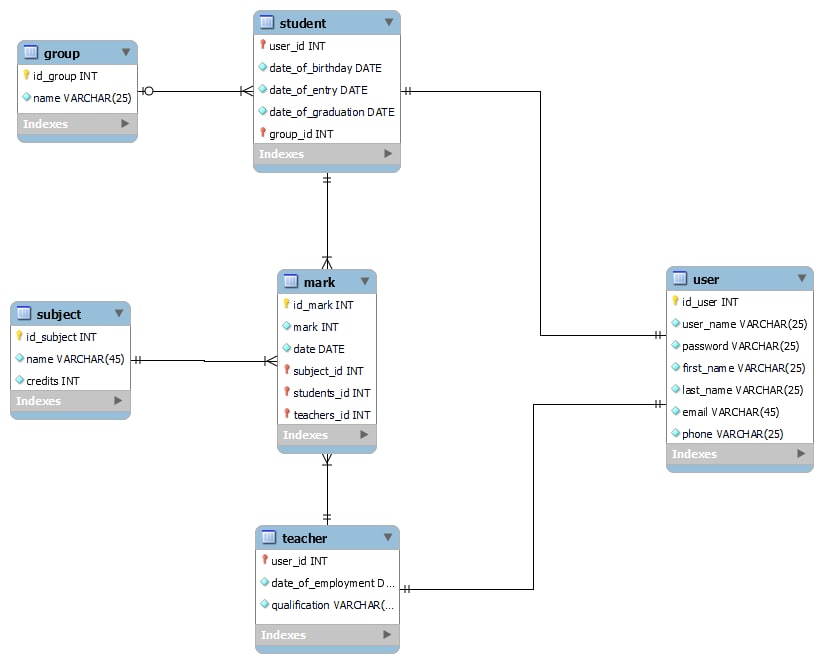 group
id_group INT
name VARCHAR(25)
Indexes
student
user_id INT
date_of_birthday DATE
date_of_entry DATE
date_of_graduation DATE
group_id INT
Indexes
subject
id_subject INT
name VARCHAR(45)
credits INT
Indexes
mark
id_mark INT
mark INT
date DATE
subject_id INT
students_id INT
teachers_id INT
Indexes
user
id_user INT
user_name VARCHAR(25)
password VARCHAR(25)
first_name VARCHAR(25)
last_name VARCHAR(25)
email VARCHAR(45)
phone VARCHAR(25)
Indexes
teacher
user_id INT
date_of_employment D...
qualification VARCHAR(...
Indexes